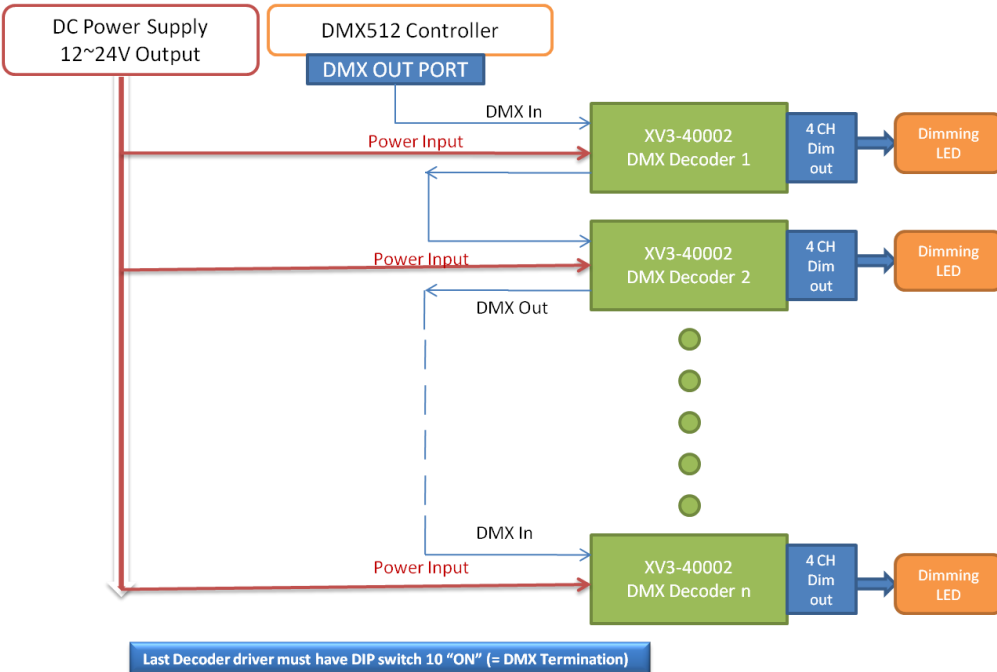 DC Power Supply
12~24V Output
DMX512 Controller
DMX OUT PORT
DMX In
Power Input
XV3-40002
DMX Decoder 1
4 CH
Dim
out
Dimming
LED
Power Input
XV3-40002
DMX Decoder 2
4 CH
Dim
out
Dimming
LED
DMX Out
DMX In
Power Input
XV3-40002
DMX Decoder n
4 CH
Dim
out
Dimming
LED
Last Decoder driver must have DIP switch 10 “ON” (= DMX Termination)